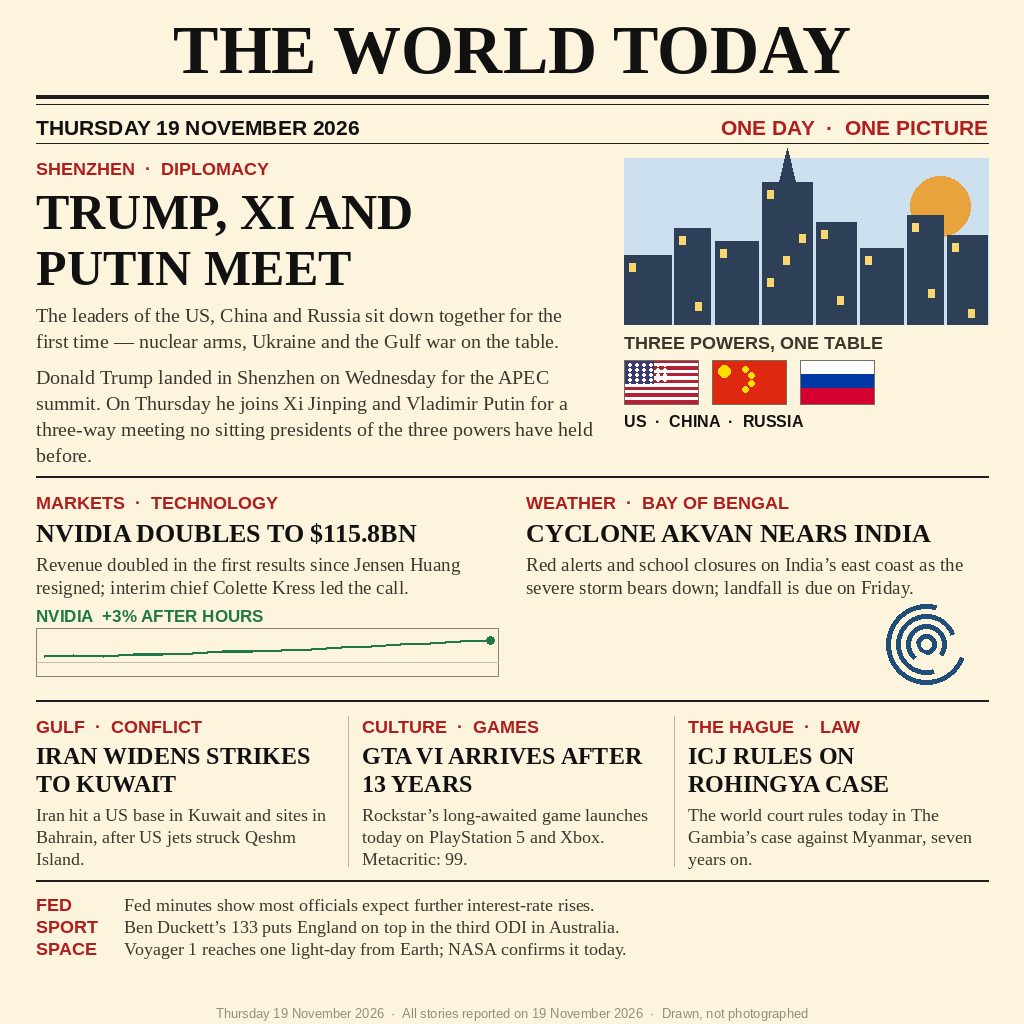 THE WORLD TODAY
THURSDAY 19 NOVEMBER 2026
ONE DAY · ONE PICTURE
SHENZHEN · DIPLOMACY
TRUMP, XI AND
PUTIN MEET
The leaders of the US, China and Russia sit down together for the
first time — nuclear arms, Ukraine and the Gulf war on the table.
Donald Trump landed in Shenzhen on Wednesday for the APEC
summit. On Thursday he joins Xi Jinping and Vladimir Putin for a
three-way meeting no sitting presidents of the three powers have held
before.
THREE POWERS, ONE TABLE
US · CHINA · RUSSIA
MARKETS · TECHNOLOGY
NVIDIA DOUBLES TO $115.8BN
Revenue doubled in the first results since Jensen Huang
resigned; interim chief Colette Kress led the call.
NVIDIA +3% AFTER HOURS
WEATHER · BAY OF BENGAL
CYCLONE AKVAN NEARS INDIA
Red alerts and school closures on India’s east coast as the
severe storm bears down; landfall is due on Friday.
GULF · CONFLICT
IRAN WIDENS STRIKES
TO KUWAIT
Iran hit a US base in Kuwait and sites in
Bahrain, after US jets struck Qeshm
Island.
CULTURE · GAMES
GTA VI ARRIVES AFTER
13 YEARS
Rockstar’s long-awaited game launches
today on PlayStation 5 and Xbox.
Metacritic: 99.
THE HAGUE · LAW
ICJ RULES ON
ROHINGYA CASE
The world court rules today in The
Gambia’s case against Myanmar, seven
years on.
FED Fed minutes show most officials expect further interest-rate rises.
SPORT Ben Duckett’s 133 puts England on top in the third ODI in Australia.
SPACE Voyager 1 reaches one light-day from Earth; NASA confirms it today.
Thursday 19 November 2026 · All stories reported on 19 November 2026 · Drawn, not photographed